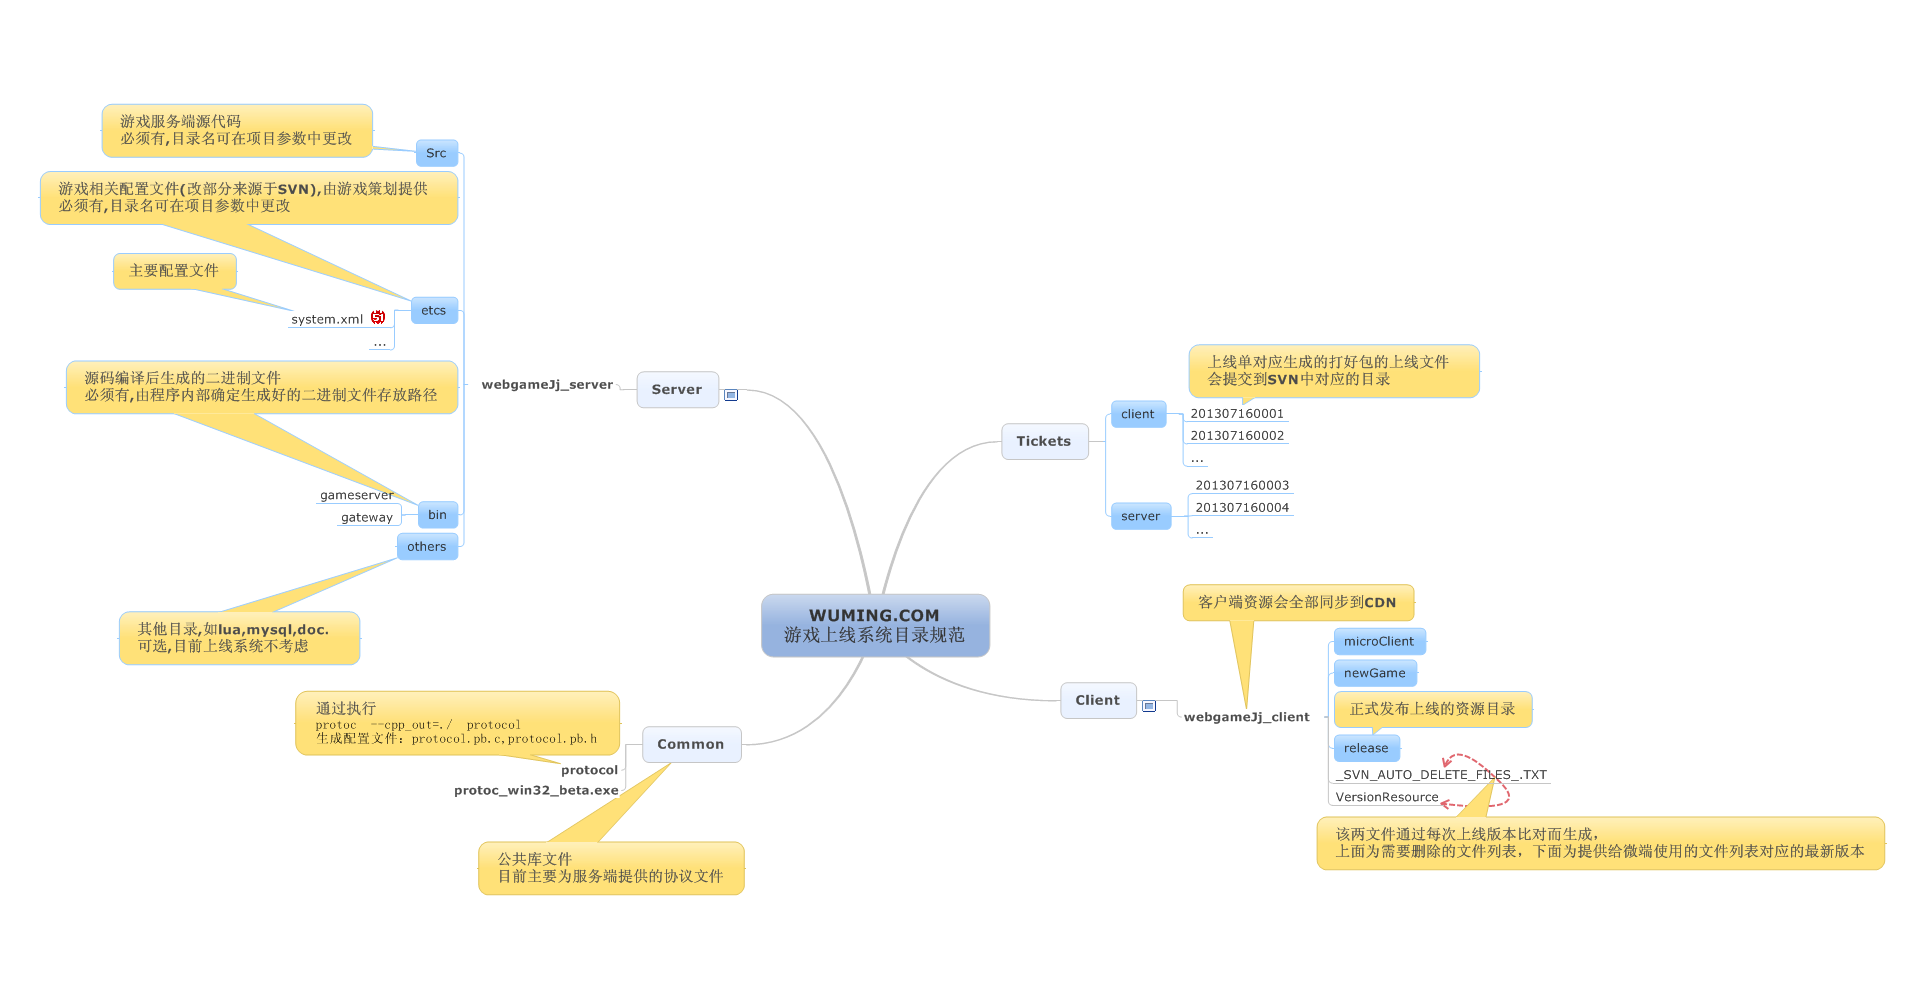 游戏服务端源代码
必须有,目录名可在项目参数中更改
Src
游戏相关配置文件(改部分来源于SVN),由游戏策划提供
必须有,目录名可在项目参数中更改
主要配置文件
etcs
system.xml
...
源码编译后生成的二进制文件
必须有,由程序内部确定生成好的二进制文件存放路径
gameserver
gateway
bin
others
其他目录,如lua,mysql,doc.
可选,目前上线系统不考虑
webgameJj_server
Server
WUMING.COM
游戏上线系统目录规范
通过执行
protoc --cpp_out=./ protocol
生成配置文件: protocol.pb.c,protocol.pb.h
Common
protocol
protoc_win32_beta.exe
公共库文件
目前主要为服务端提供的协议文件
上线单对应生成的打好包的上线文件
会提交到SVN中对应的目录
Tickets
client
201307160001
201307160002
...
server
201307160003
201307160004
...
客户端资源会全部同步到CDN
Client
webgameJj_client
microClient
newGame
正式发布上线的资源目录
release
_SVN_AUTO_DELETE_FILES_.TXT
VersionResource
该两文件通过每次上线版本比对而生成，
上面为需要删除的文件列表，下面为提供给微端使用的文件列表对应的最新版本